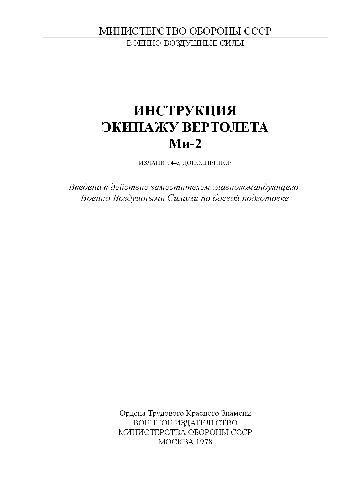 МИНИСТЕРСТВО ОБОРОНЫ СССР
ВОЕННО-ВОЗДУШНЫЕ СИЛЫ
ИНСТРУКЦИЯ
ЭКИПАЖУ ВЕРТОЛЕТА
Ми-2
ИЗДАНИЕ 4-е, ДОПОЛНЕННОЕ
Введена в действие заместителем главнокомандующего
Военно-Воздушными Силами по боевой подготовке
Ордена Трудового Красного Знамени
ВОЕННОЕ ИЗДАТЕЛЬСТВО
МИНИСТЕРСТВА ОБОРОНЫ СССР
МОСКВА 1978